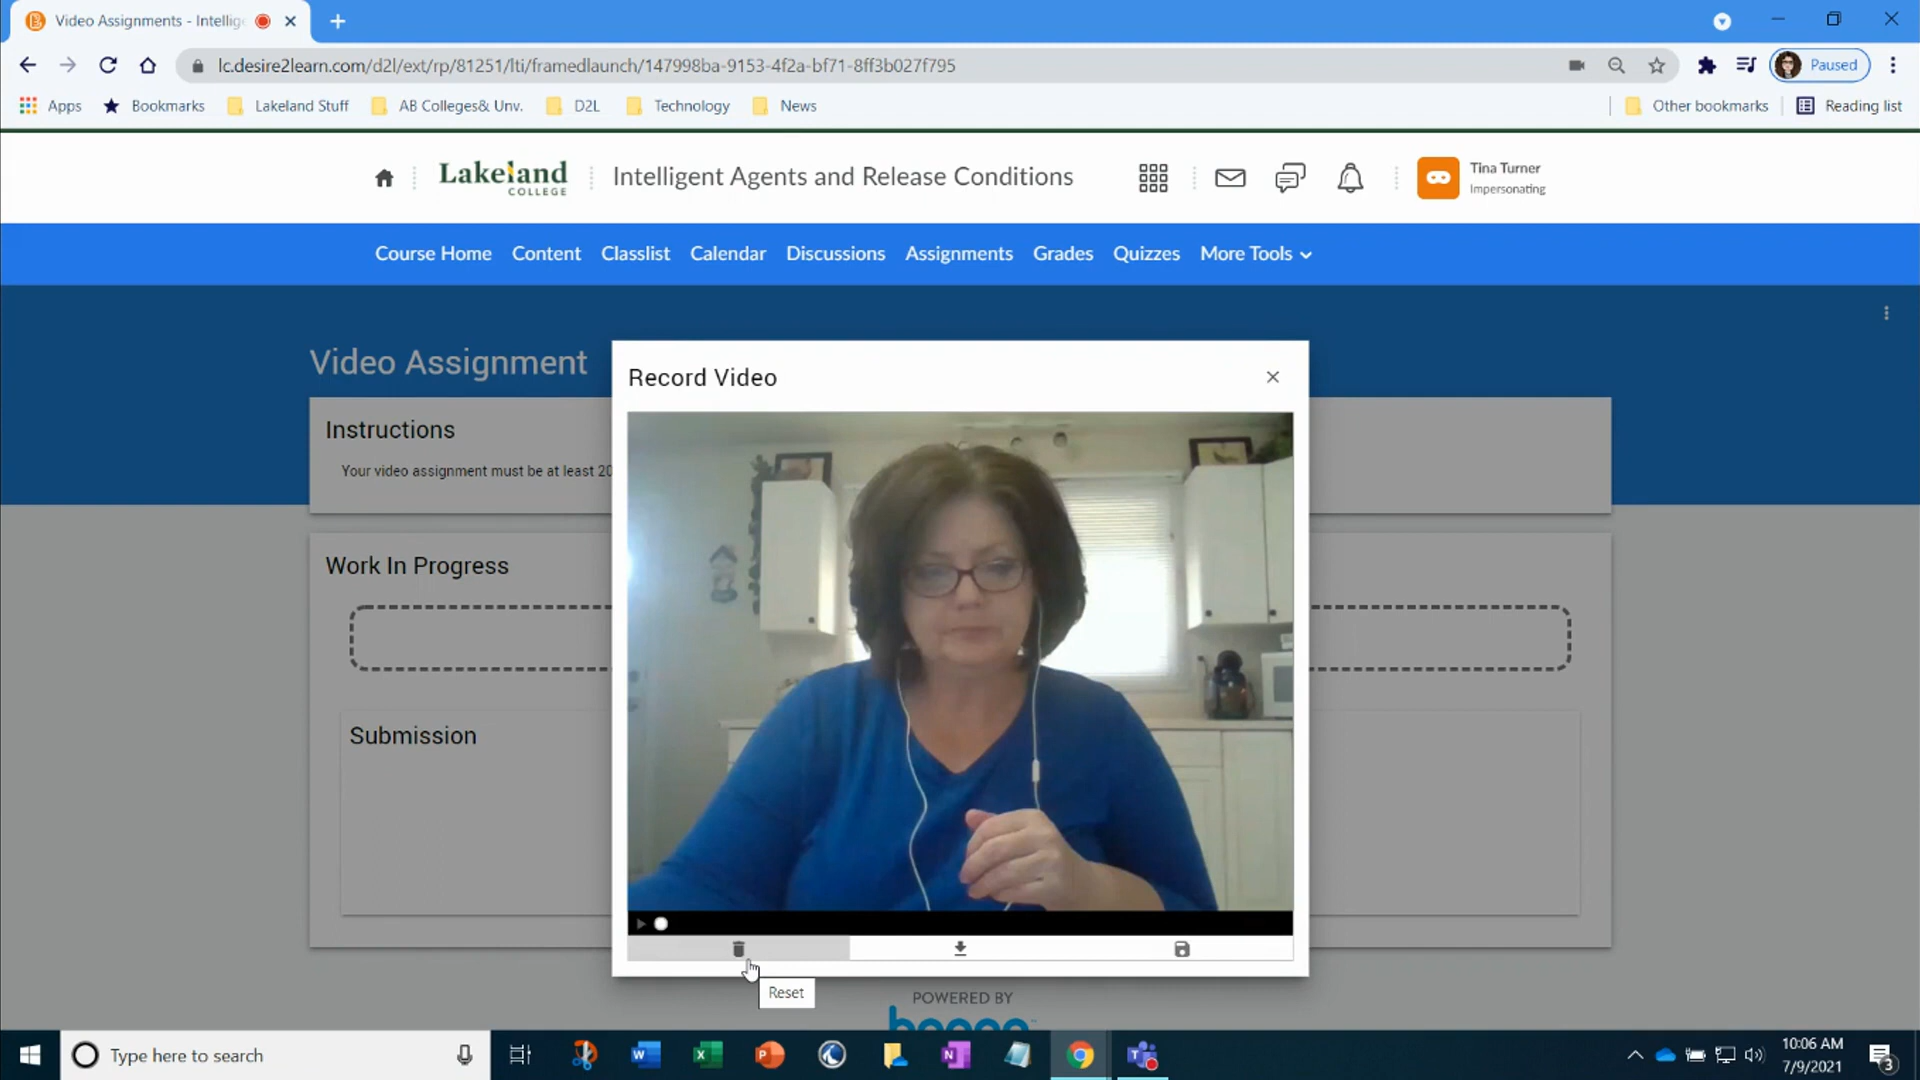 Video Assignments - Intellig
lc.desire2learn.com/d2l/ext/rp/81251/lti/framedlaunch/147998ba-9153-4f2a-bf71-8ff3b027f795
Paused
Apps Bookmarks Lakeland Stuff AB Colleges& Unv. D2L Technology News Other bookmarks Reading list
Lakeland
COLLEGE
Intelligent Agents and Release Conditions
Tina Turner
Impersonating
Course Home Content Classlist Calendar Discussions Assignments Grades Quizzes More Tools
Video Assignment
Record Video
Instructions
Your video assignment must be at least 20
Work In Progress
Submission
Reset
POWERED BY
Type here to search
10:06 AM
7/9/2021
3